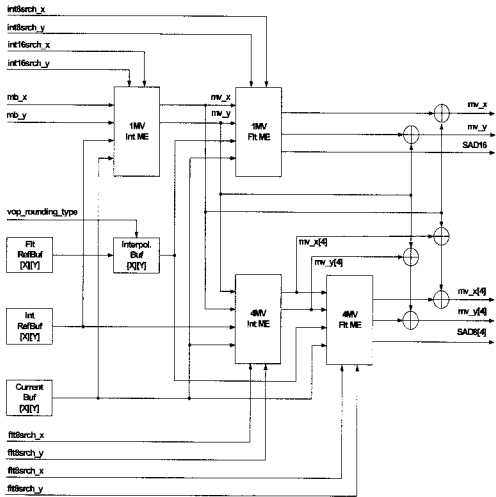 int8srch_x
int8srch_y
int16srch_x
int16srch_y
mb_x
mb_y
1MV
Int ME
mv_x
mv_y
1MV
Flt ME
mv_x
mv_y
SAD16
vop_rounding_type
Flt
RefBuf
[X][Y]
Interpol.
Buf
[X][Y]
mv_x[4]
mv_y[4]
Int
RefBuf
[X][Y]
4MV
Int ME
4MV
Flt ME
mv_x[4]
mv_y[4]
SAD8[4]
Current
Buf
[X][Y]
flt8srch_x
flt8srch_y
flt8srch_x
flt8srch_y